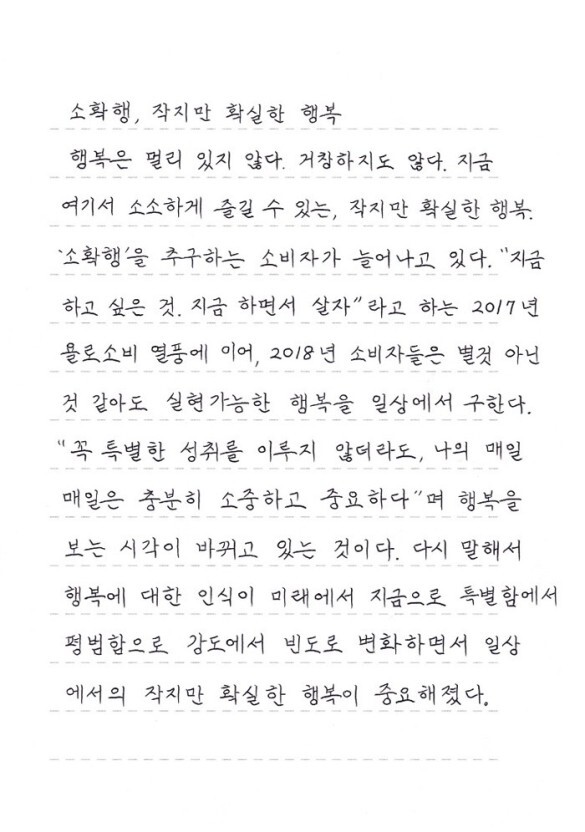 소확행, 작지만 확실한 행복
행복은 멀리 있지 않다. 거창하지도 않다. 지금
여기서 소소하게 즐길 수 있는, 작지만 확실한 행복.
'소확행'을 추구하는 소비자가 늘어나고 있다. "지금
하고 싶은 것. 지금 하면서 살자"라고 하는 2017년
욜로소비 열풍에 이어, 2018년 소비자들은 별것 아닌
것 같아도 실현가능한 행복을 일상에서 구한다.
"꼭 특별한 성취를 이루지 않더라도, 나의 매일
매일은 충분히 소중하고 중요하다"며 행복을
보는 시각이 바뀌고 있는 것이다. 다시 말해서
행복에 대한 인식이 미래에서 지금으로 특별함에서
평범함으로 강도에서 빈도로 변화하면서 일상
에서의 작지만 확실한 행복이 중요해졌다.